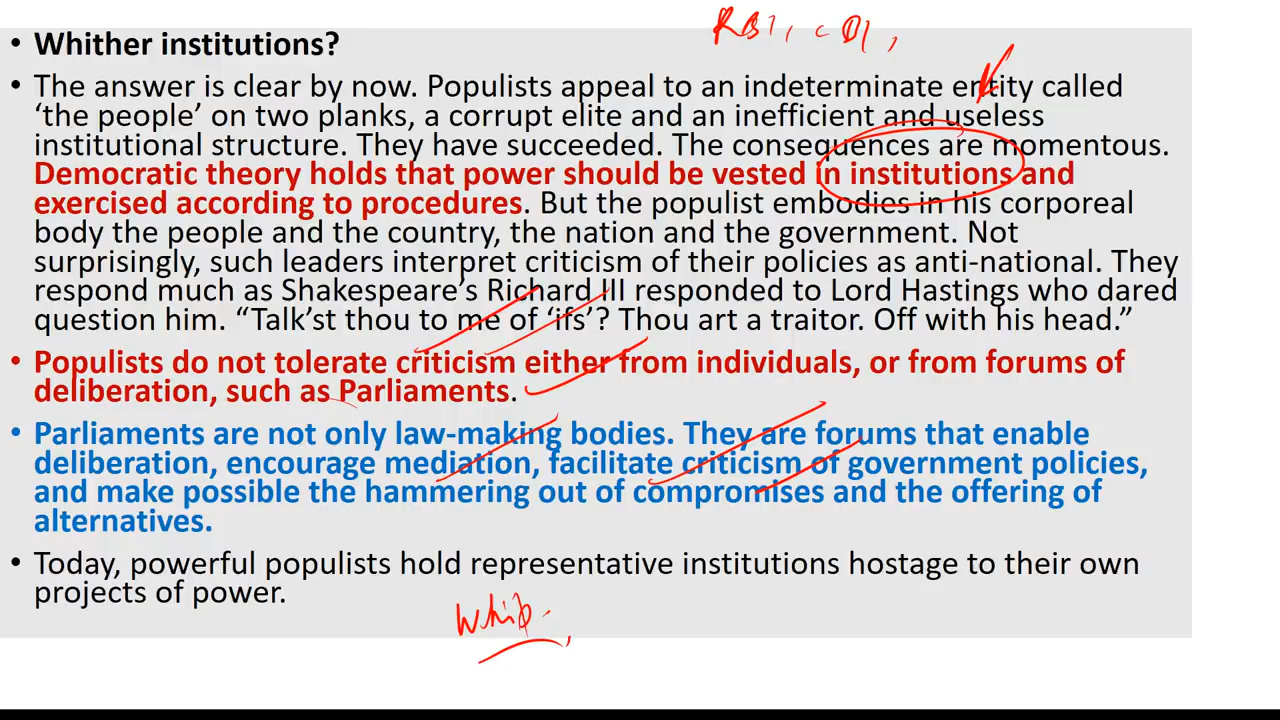 RBI, CBI,
• Whither institutions?
• The answer is clear by now. Populists appeal to an indeterminate entity called
‘the people’ on two planks, a corrupt elite and an inefficient and useless
institutional structure. They have succeeded. The consequences are momentous.
Democratic theory holds that power should be vested in institutions and
exercised according to procedures. But the populist embodies in his corporeal
body the people and the country, the nation and the government. Not
surprisingly, such leaders interpret criticism of their policies as anti-national. They
respond much as Shakespeare’s Richard III responded to Lord Hastings who dared
question him. “Talk’st thou to me of ‘ifs’? Thou art a traitor. Off with his head.”
• Populists do not tolerate criticism either from individuals, or from forums of
deliberation, such as Parliaments.
• Parliaments are not only law-making bodies. They are forums that enable
deliberation, encourage mediation, facilitate criticism of government policies,
and make possible the hammering out of compromises and the offering of
alternatives.
• Today, powerful populists hold representative institutions hostage to their own
projects of power.
Whip